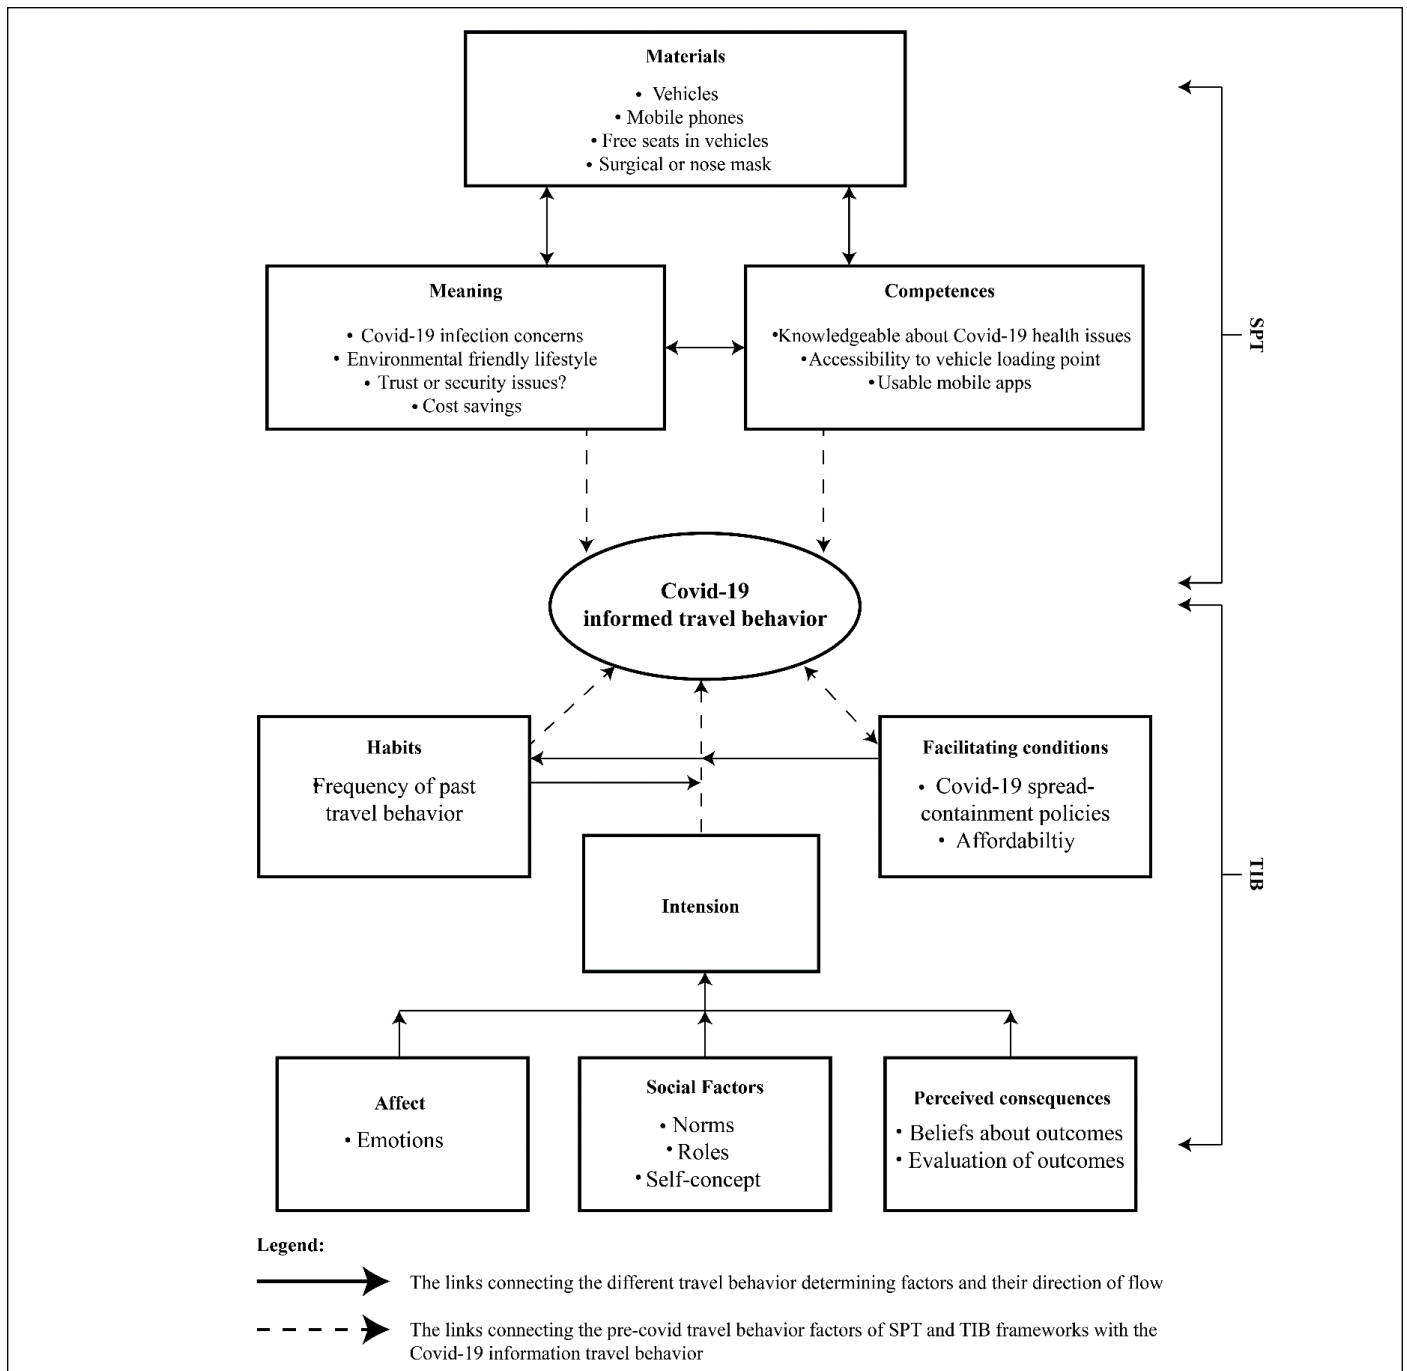 Materials
• Vehicles
• Mobile phones
• Free seats in vehicles
• Surgical or nose mask
Meaning
• Covid-19 infection concerns
• Environmental friendly lifestyle
• Trust or security issues?
• Cost savings
Competences
•Knowledgeable about Covid-19 health issues
•Accessibility to vehicle loading point
•Usable mobile apps
SPT
Covid-19
informed travel behavior
Habits
•Frequency of past
travel behavior
Facilitating conditions
• Covid-19 spread-
containment policies
• Affordabiltiy
TIB
Intension
Affect
• Emotions
Social Factors
• Norms
• Roles
• Self-concept
Perceived consequences
• Beliefs about outcomes
• Evaluation of outcomes
Legend:
The links connecting the different travel behavior determining factors and their direction of flow
The links connecting the pre-covid travel behavior factors of SPT and TIB frameworks with the
Covid-19 information travel behavior